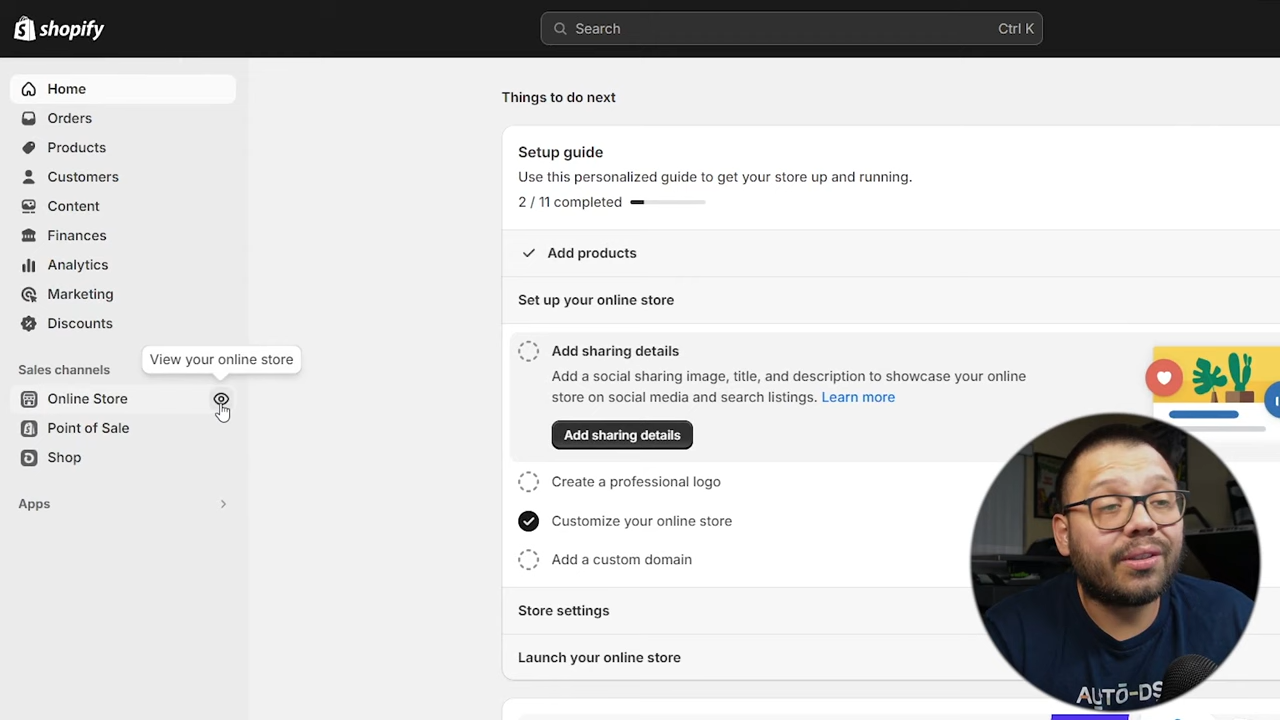 shopify
Search
Ctrl K
Home
Orders
Products
Customers
Content
Finances
Analytics
Marketing
Discounts
View your online store
Sales channels
Online Store
Point of Sale
Shop
Apps
Things to do next
Setup guide
Use this personalized guide to get your store up and running.
2 / 11 completed
Add products
Set up your online store
Add sharing details
Add a social sharing image, title, and description to showcase your online
store on social media and search listings. Learn more
Add sharing details
Create a professional logo
Customize your online store
Add a custom domain
Store settings
Launch your online store
AUTŌ-DS